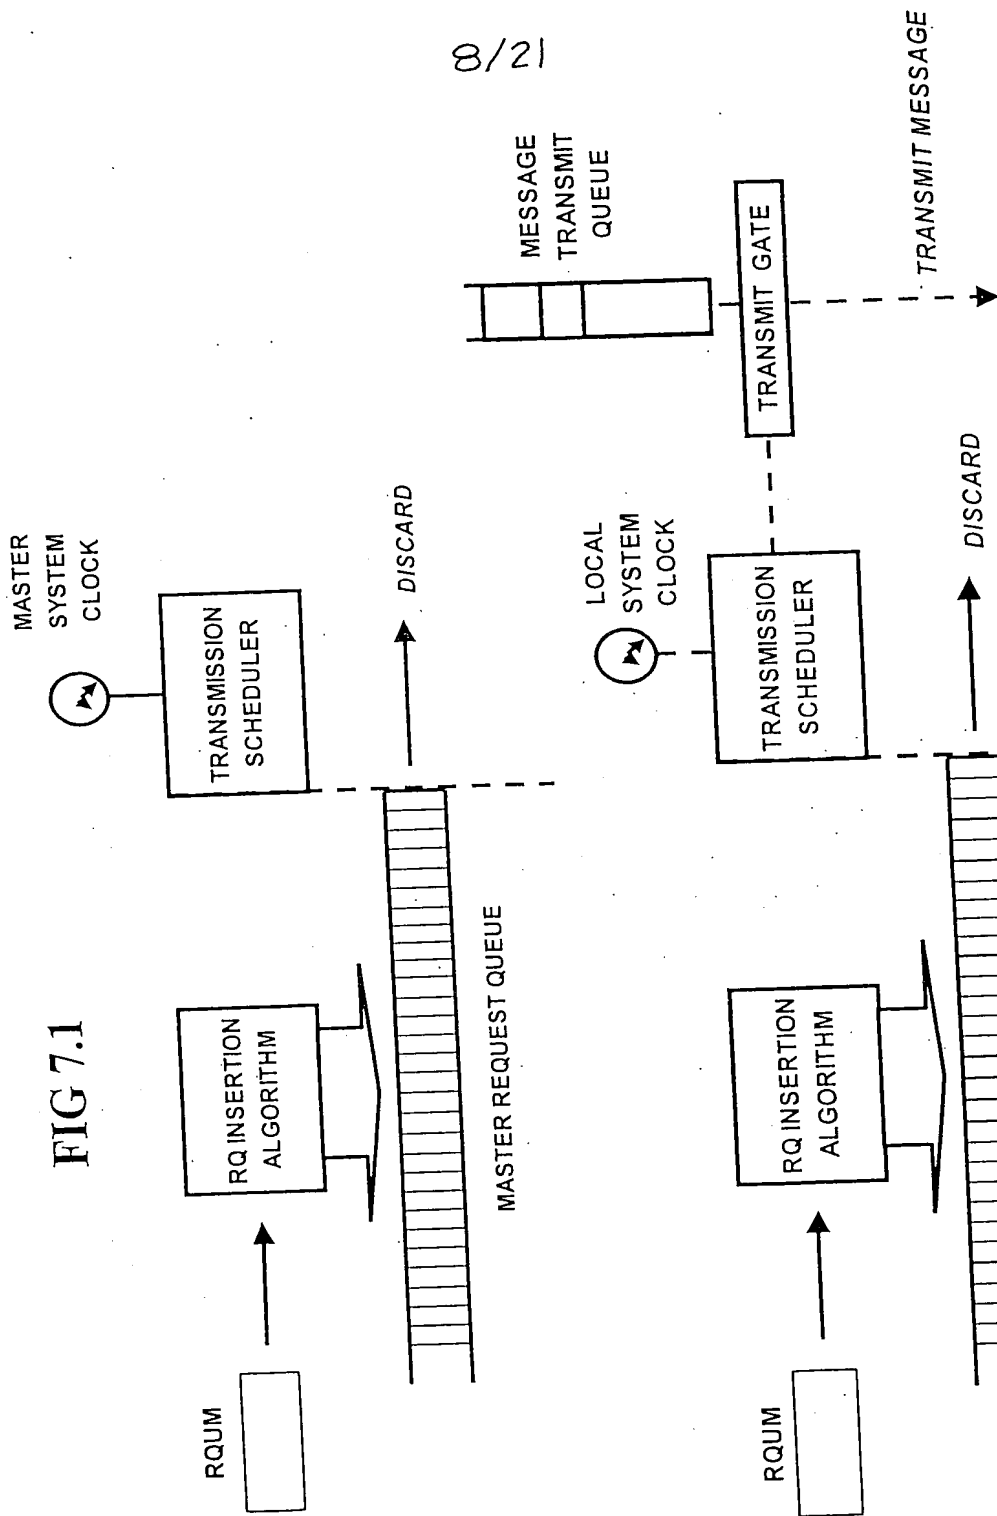 8/21
FIG 7.1
MASTER
SYSTEM
CLOCK
TRANSMISSION
SCHEDULER
RQUM
RQ INSERTION
ALGORITHM
DISCARD
MASTER REQUEST QUEUE
MESSAGE
TRANSMIT
QUEUE
LOCAL
SYSTEM
CLOCK
TRANSMISSION
SCHEDULER
TRANSMIT GATE
RQUM
RQ INSERTION
ALGORITHM
DISCARD
TRANSMIT MESSAGE